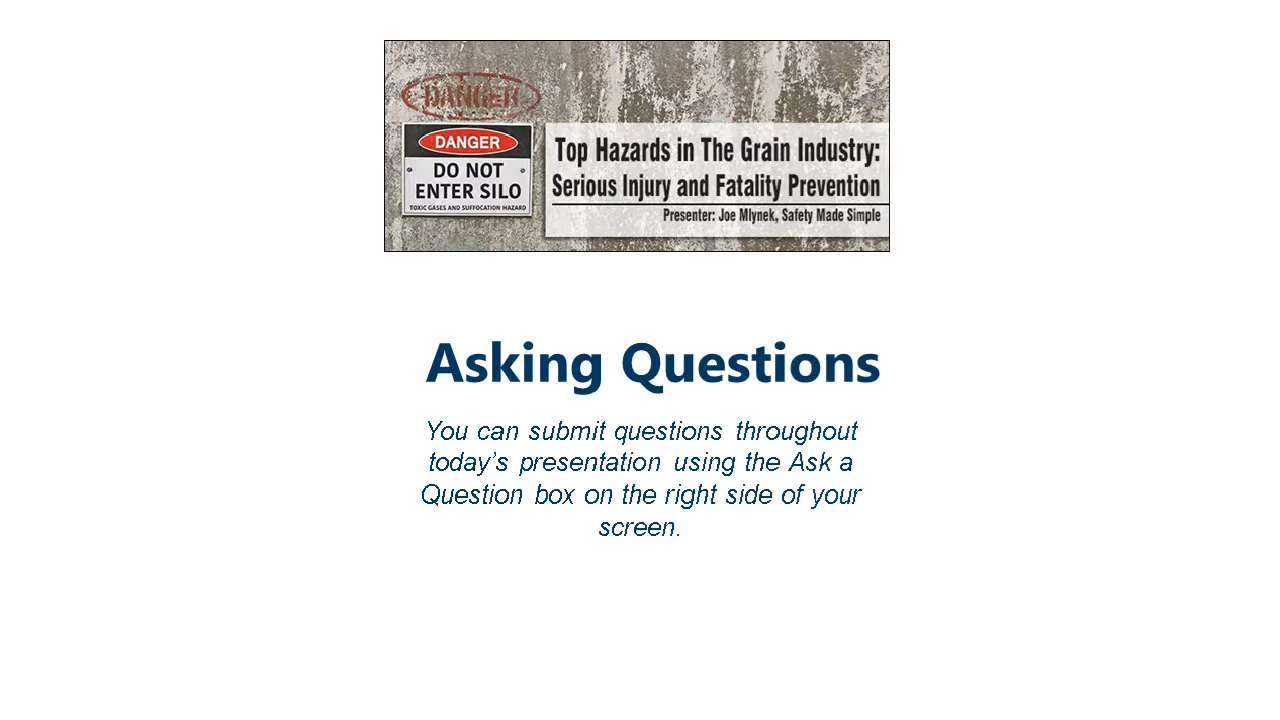 DANGER
DANGER
DO NOT
ENTER SILO
TOXIC GASES AND SUFFOCATION HAZARD
Top Hazards in The Grain Industry:
Serious Injury and Fatality Prevention
Presenter: Joe Mlynek, Safety Made Simple
Asking Questions
You can submit questions throughout
today’s presentation using the Ask a
Question box on the right side of your
screen.